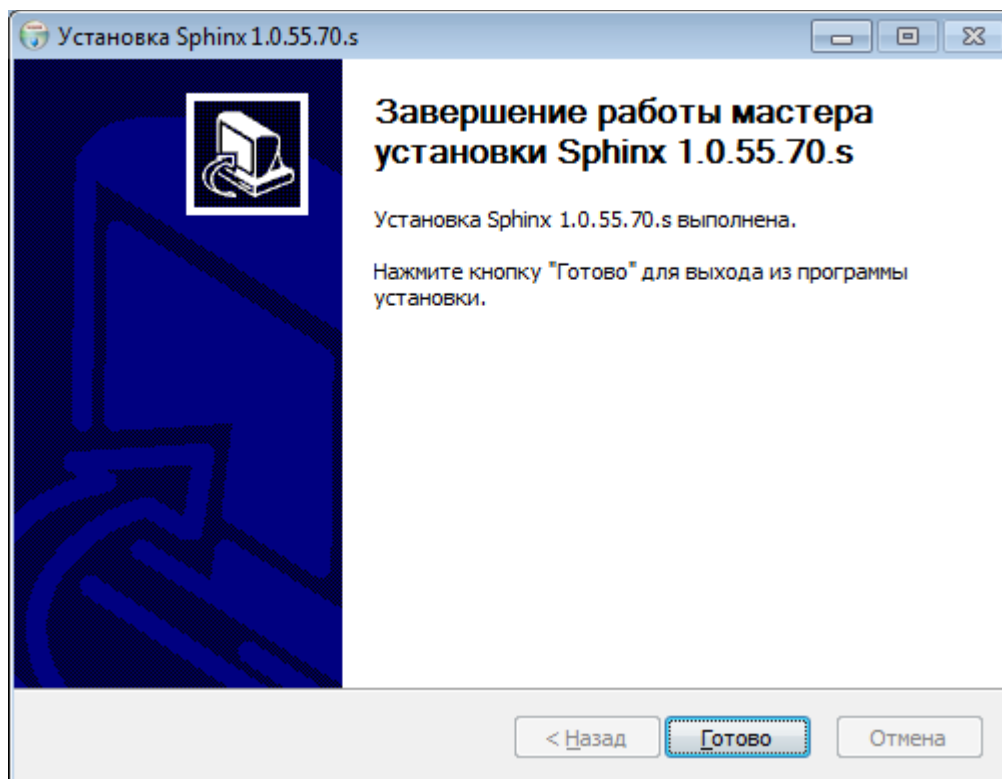 Установка Sphinx 1.0.55.70.s
Завершение работы мастера
установки Sphinx 1.0.55.70.s
Установка Sphinx 1.0.55.70.s выполнена.
Нажмите кнопку "Готово" для выхода из программы
установки.
< Назад
Готово
Отмена